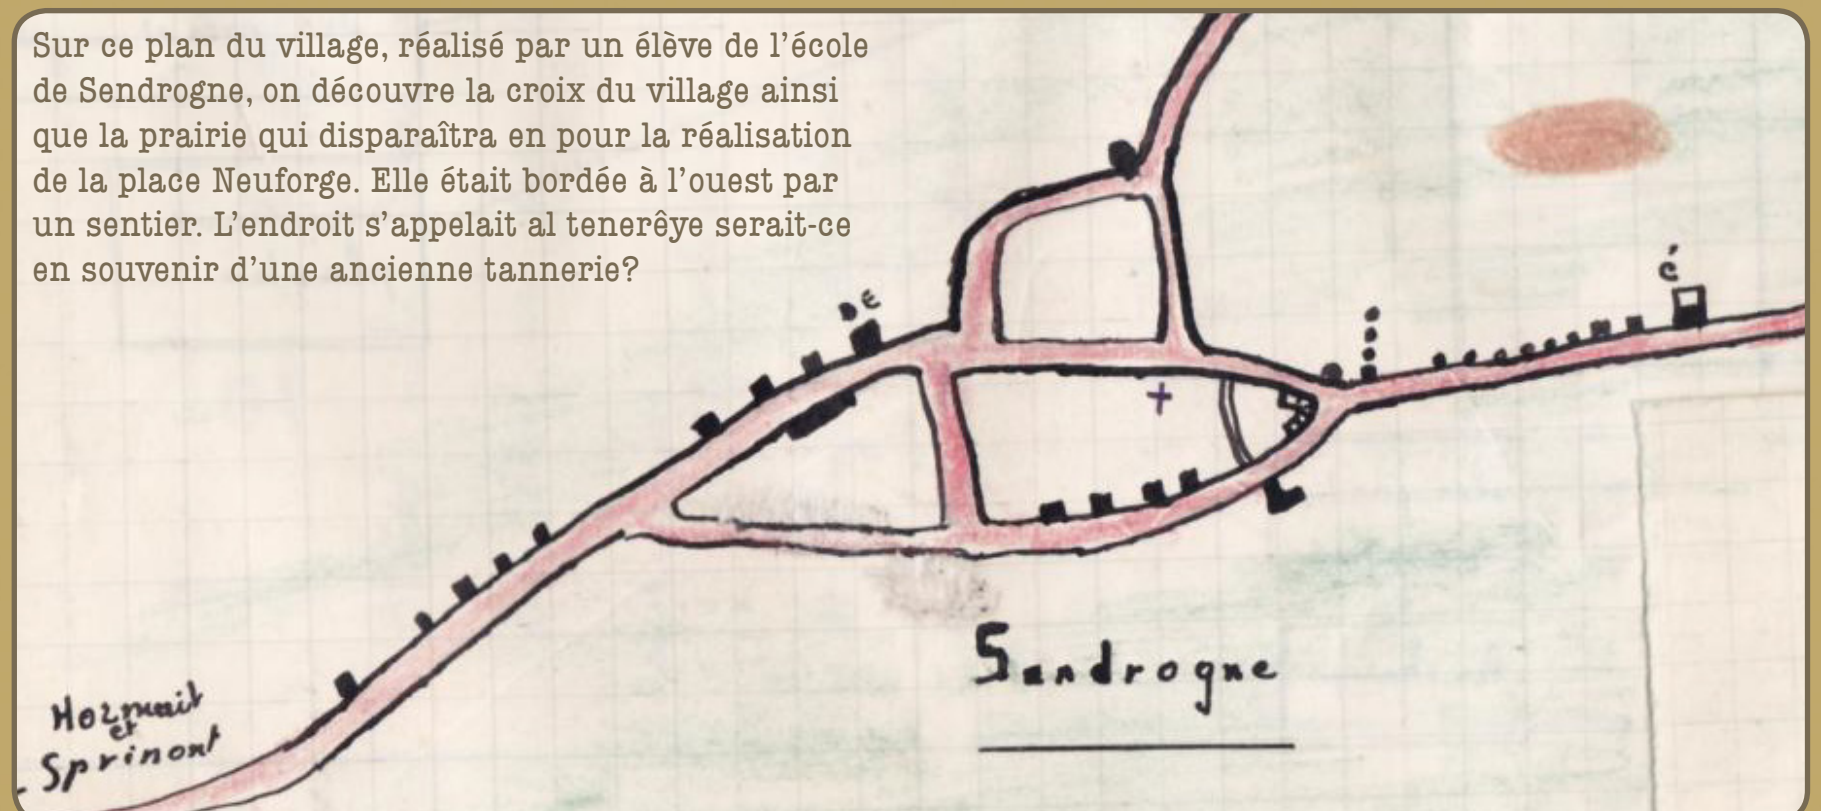 Sur ce plan du village, réalisé par un élève de l'école
de Sendrogne, on découvre la croix du village ainsi
que la prairie qui disparaîtra en pour la réalisation
de la place Neuforge. Elle était bordée à l'ouest par
un sentier. L'endroit s'appelait al tenerêye serait-ce
en souvenir d'une ancienne tannerie?
DE
é
Sendrogne
et
Sprinont